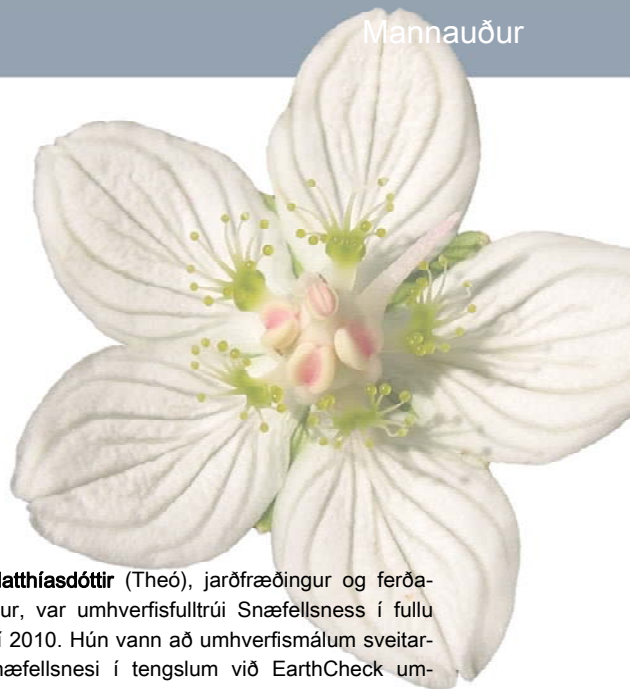 Mannauður
atthíasdóttir (Theó), jarðfræðingur og ferða-
ur, var umhverfisfulltrúi Snæfellsness í fullu
í 2010. Hún vann að umhverfismálum sveitar-
næfellsnesi í tengslum við EarthCheck um-